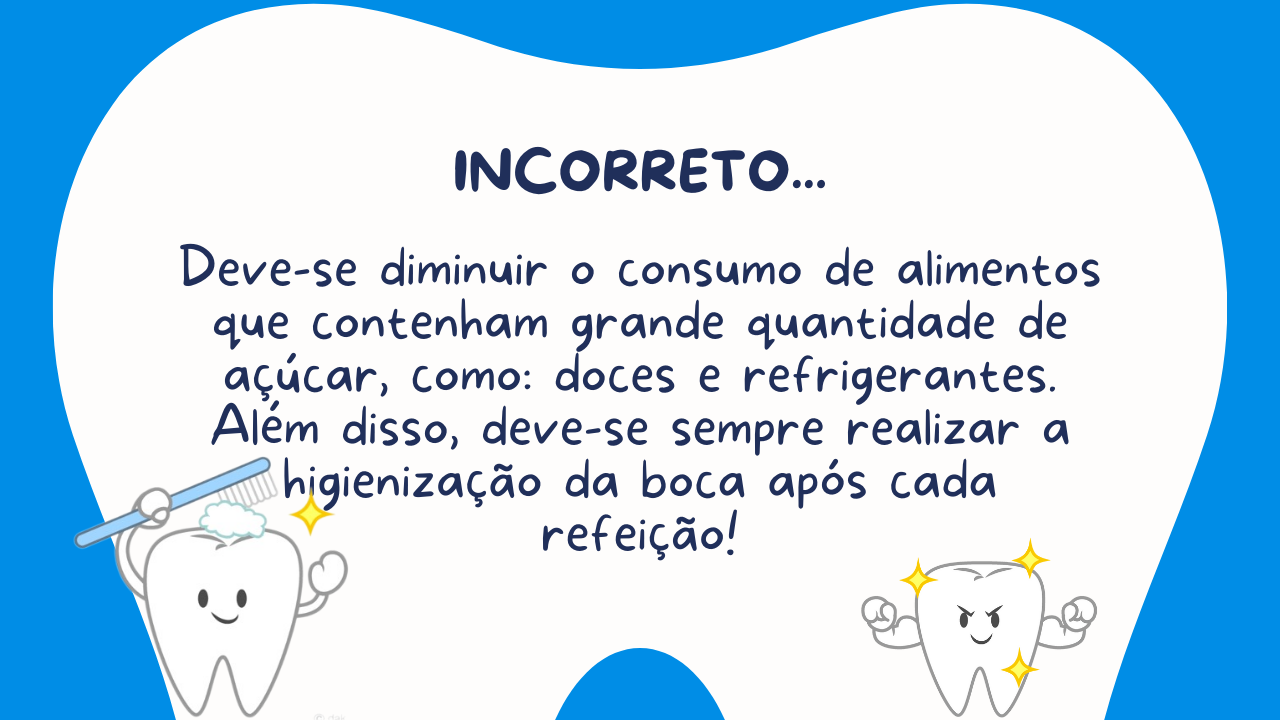 INCORRETO...
Deve-se diminuir o consumo de alimentos
que contenham grande quantidade de
açúcar, como: doces e refrigerantes.
Além disso, deve-se sempre realizar a
higienização da boca após cada
refeição!